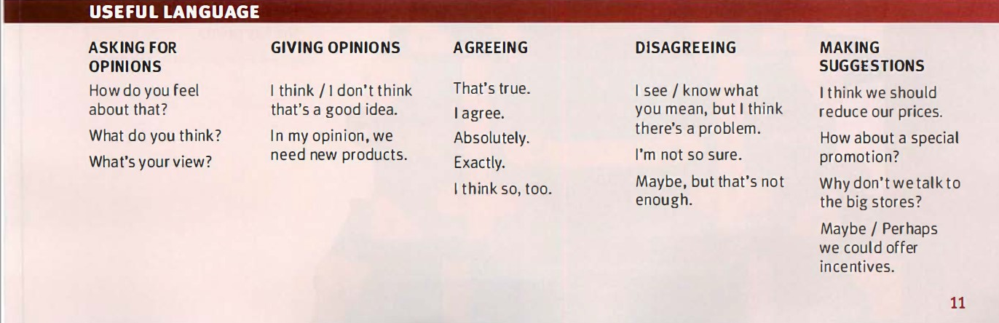 USEFUL LANGUAGE
ASKING FOR
OPINIONS
How do you feel
about that?
What do you think?
What's your view?
GIVING OPINIONS
I think / I don't think
that's a good idea.
In my opinion, we
need new products.
AGREEING
That's true.
I agree.
Absolutely.
Exactly.
I think so, too.
DISAGREEING
I see / know what
you mean, but I think
there's a problem.
I'm not so sure.
Maybe, but that's not
enough.
MAKING
SUGGESTIONS
I think we should
reduce our prices.
How about a special
promotion?
Why don't we talk to
the big stores?
Maybe / Perhaps
we could offer
incentives.
11